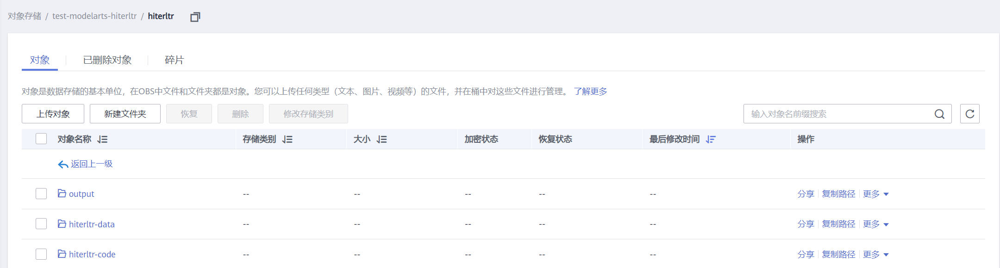 对象存储 / test-modelarts-hiterltr / hiterltr
对象 已删除对象 碎片
对象是数据存储的基本单位，在OBS中文件和文件夹都是对象。您可以上传任何类型（文本、图片、视频等）的文件，并在桶中对这些文件进行管理。 了解更多
上传对象 新建文件夹 恢复 删除 修改存储类别 输入对象名前缀搜索
对象名称 存储类别 大小 加密状态 恢复状态 最后修改时间 操作
返回上一级
output -- -- -- -- -- 分享 复制路径 更多
hiterltr-data -- -- -- -- -- 分享 复制路径 更多
hiterltr-code -- -- -- -- -- 分享 复制路径 更多